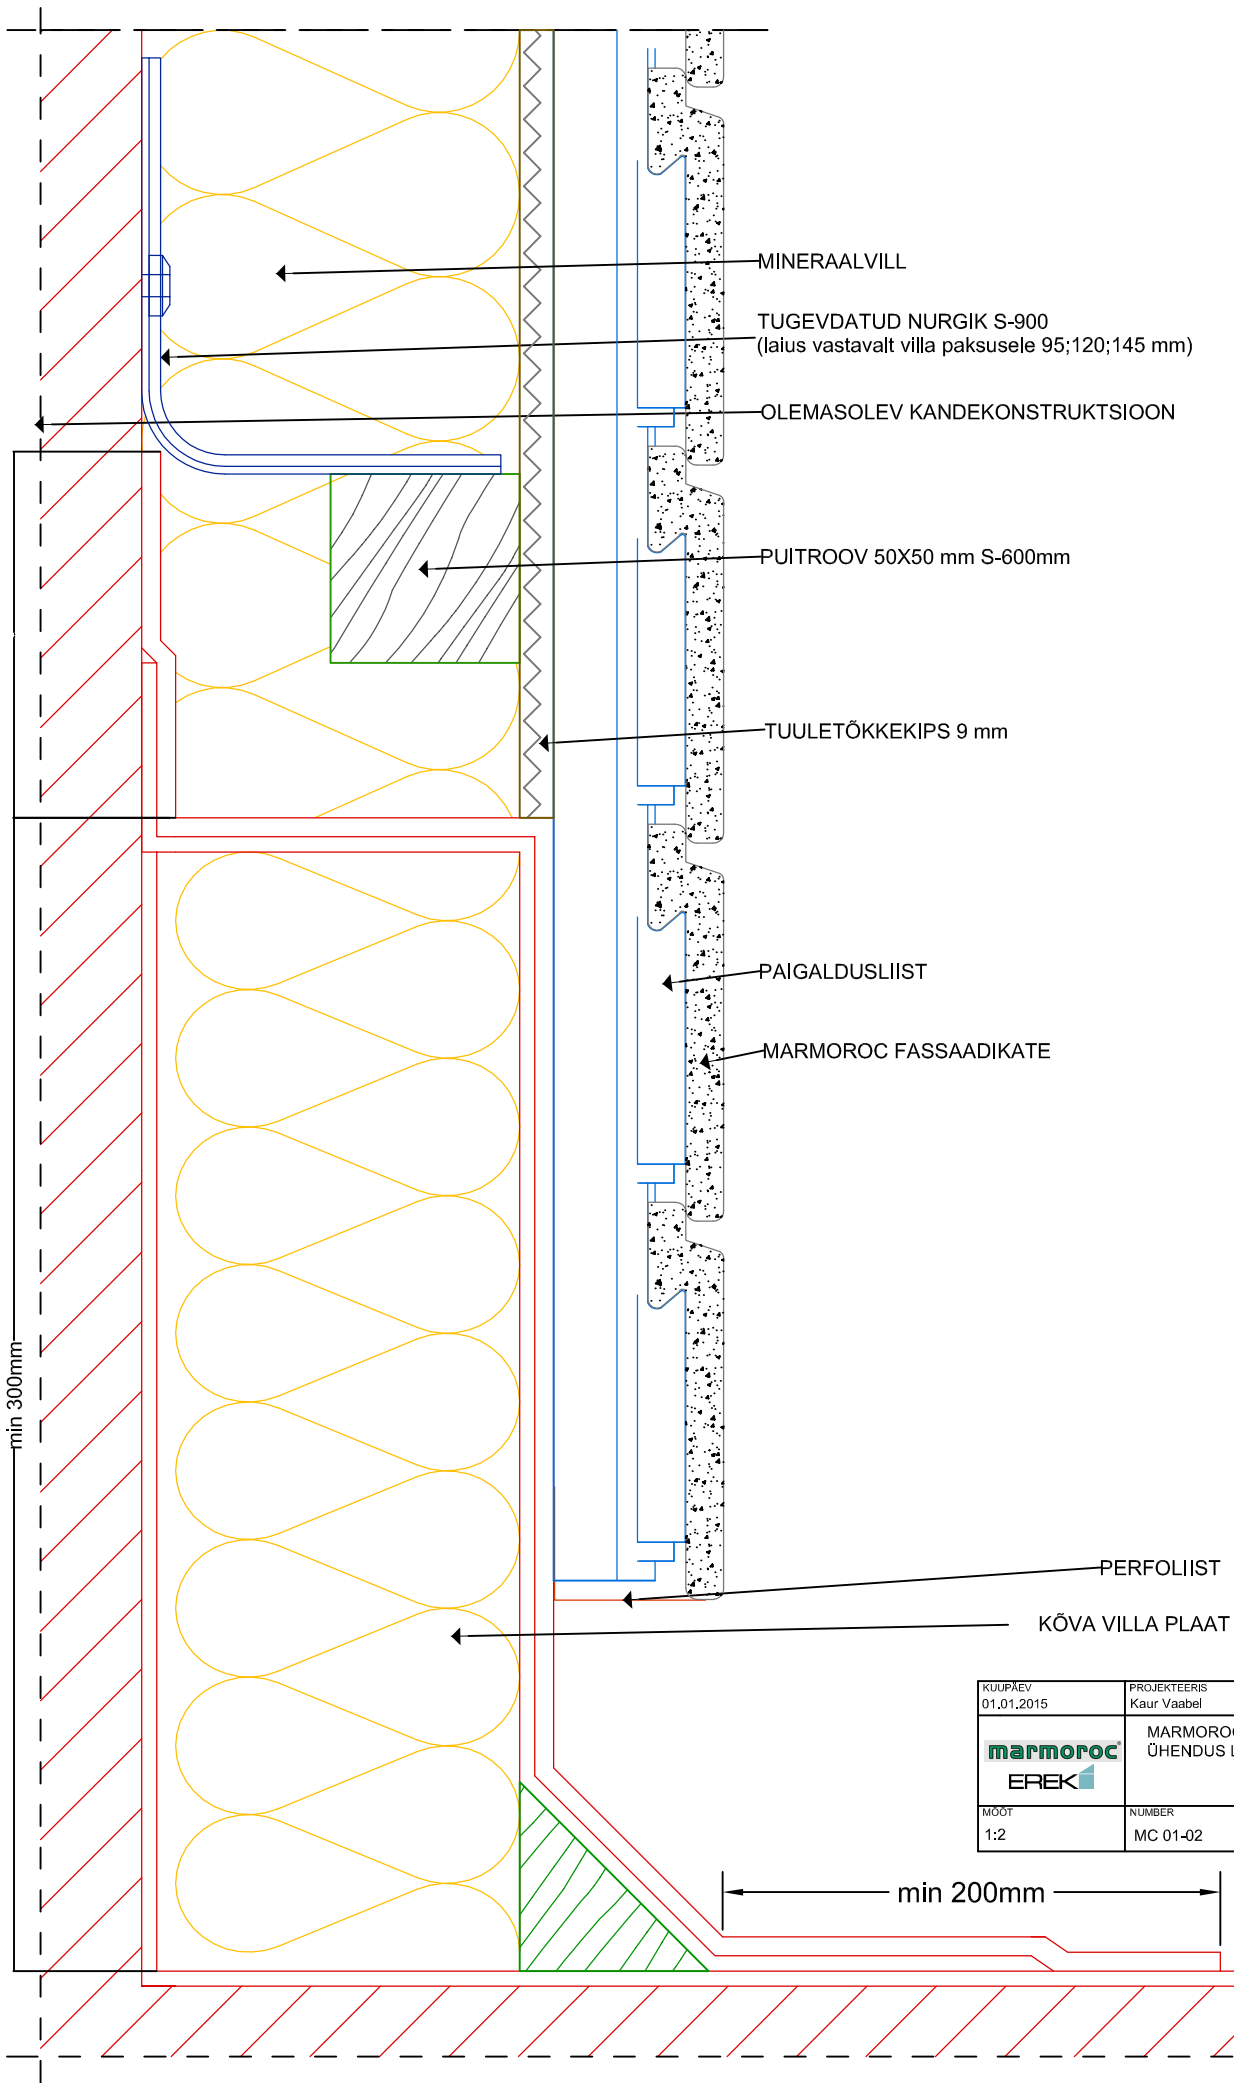 MINERAALVILL
TUGEVDATUD NURGIK S-900
(laius vastavalt villa paksusele 95;120;145 mm)
OLEMASOLEV KANDEKONSTRUKTSIOON
PUITROOV 50X50 mm S-600mm
TUULETÕKKEKIPS 9 mm
PAIGALDUSLIIST
MARMOROC FASSAADIKATE
min 300mm
PERFOLIIST
KÕVA VILLA PLAAT
KUUPÄEV
01.01.2015
PROJEKTEERIS
Kaur Vaabel
marmoroc
EREK
MARMOROC
ÜHENDUS L
MÕÕT
1:2
NUMBER
MC 01-02
min 200mm